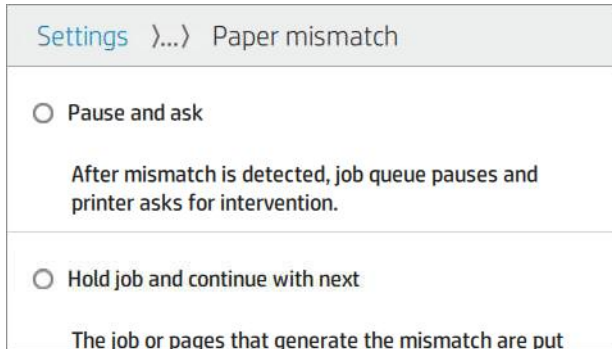 Settings 〉...〉 Paper mismatch
Pause and ask
After mismatch is detected, job queue pauses and
printer asks for intervention.
Hold job and continue with next
The job or pages that generate the mismatch are put